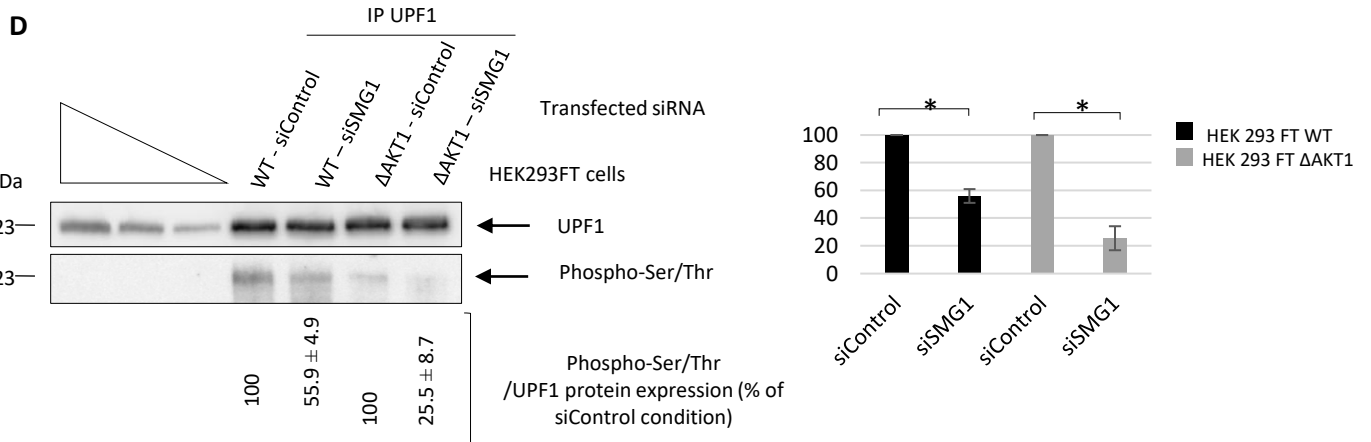 D
IP UPF1
WT - siControl
WT – siSMG1
ΔAKT1 - siControl
ΔAKT1 – siSMG1
Transfected siRNA
HEK293FT cells
Da
23
UPF1
23
Phospho-Ser/Thr
100
55.9 ± 4.9
100
25.5 ± 8.7
Phospho-Ser/Thr
/UPF1 protein expression (% of
siControl condition)
*
*
100
80
60
40
20
0
siControl
siSMG1
siControl
siSMG1
HEK 293 FT WT
HEK 293 FT ΔAKT1